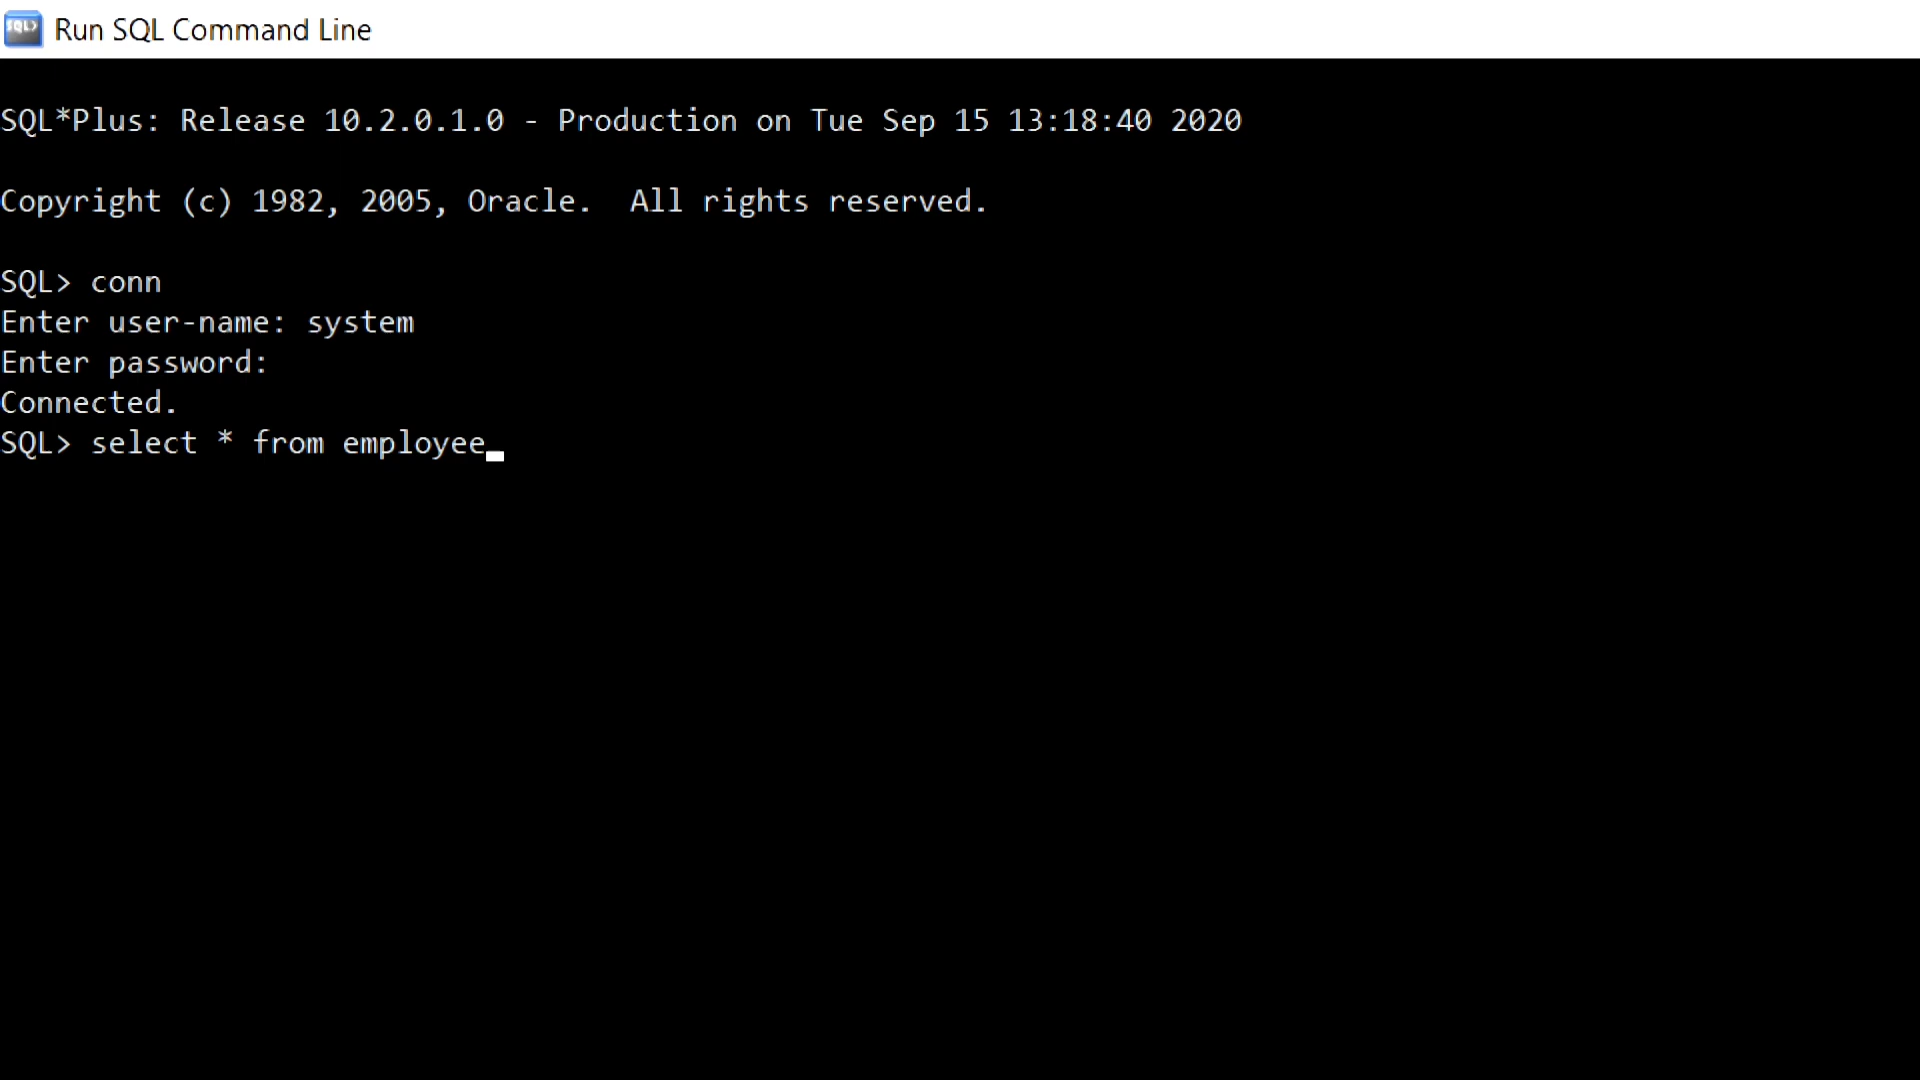 SQL>
Run SQL Command Line
SQL*Plus: Release 10.2.0.1.0 - Production on Tue Sep 15 13:18:40 2020
Copyright (c) 1982, 2005, Oracle.  All rights reserved.
SQL> conn
Enter user-name: system
Enter password:
Connected.
SQL> select * from employee